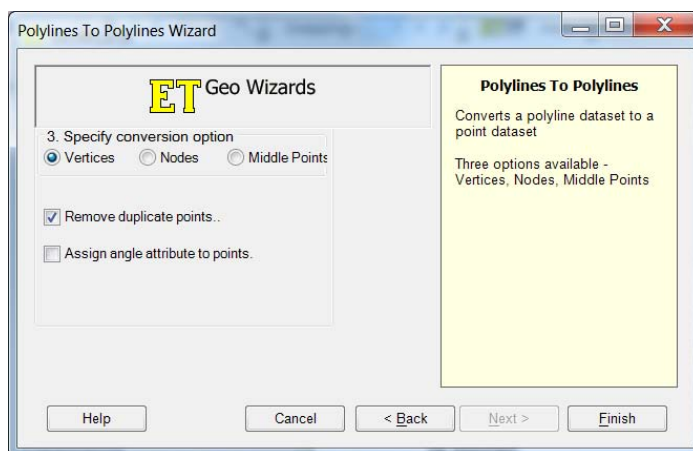 Polylines To Polylines Wizard
ET Geo Wizards
3. Specify conversion option
Vertices Nodes Middle Points
Remove duplicate points..
Assign angle attribute to points.
Polylines To Polylines
Converts a polyline dataset to a
point dataset
Three options available -
Vertices, Nodes, Middle Points
Help Cancel < Back Next > Finish